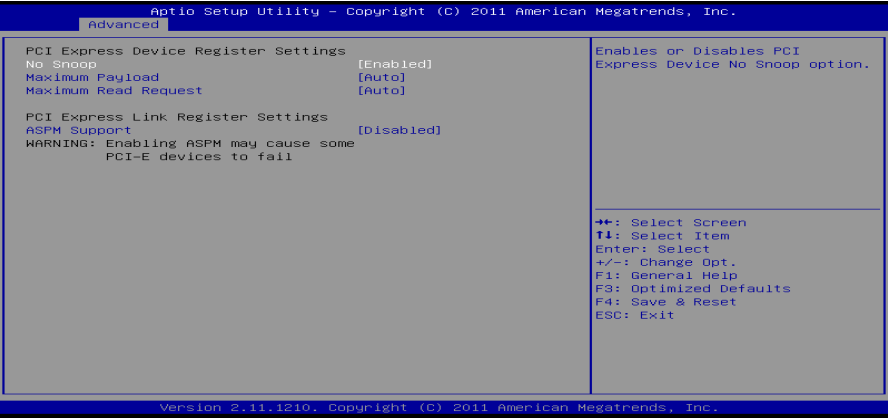 Aptio Setup Utility – Copyright (C) 2011 American Megatrends, Inc.
Advanced
PCI Express Device Register Settings
No Snoop [Enabled]
Maximum Payload [Auto]
Maximum Read Request [Auto]
PCI Express Link Register Settings
ASPM Support [Disabled]
WARNING: Enabling ASPM may cause some
PCI-E devices to fail
Enables or Disables PCI
Express Device No Snoop option.
→←: Select Screen
↑↓: Select Item
Enter: Select
+/-: Change Opt.
F1: General Help
F3: Optimized Defaults
F4: Save & Reset
ESC: Exit
Version 2.11.1210. Copyright (C) 2011 American Megatrends, Inc.